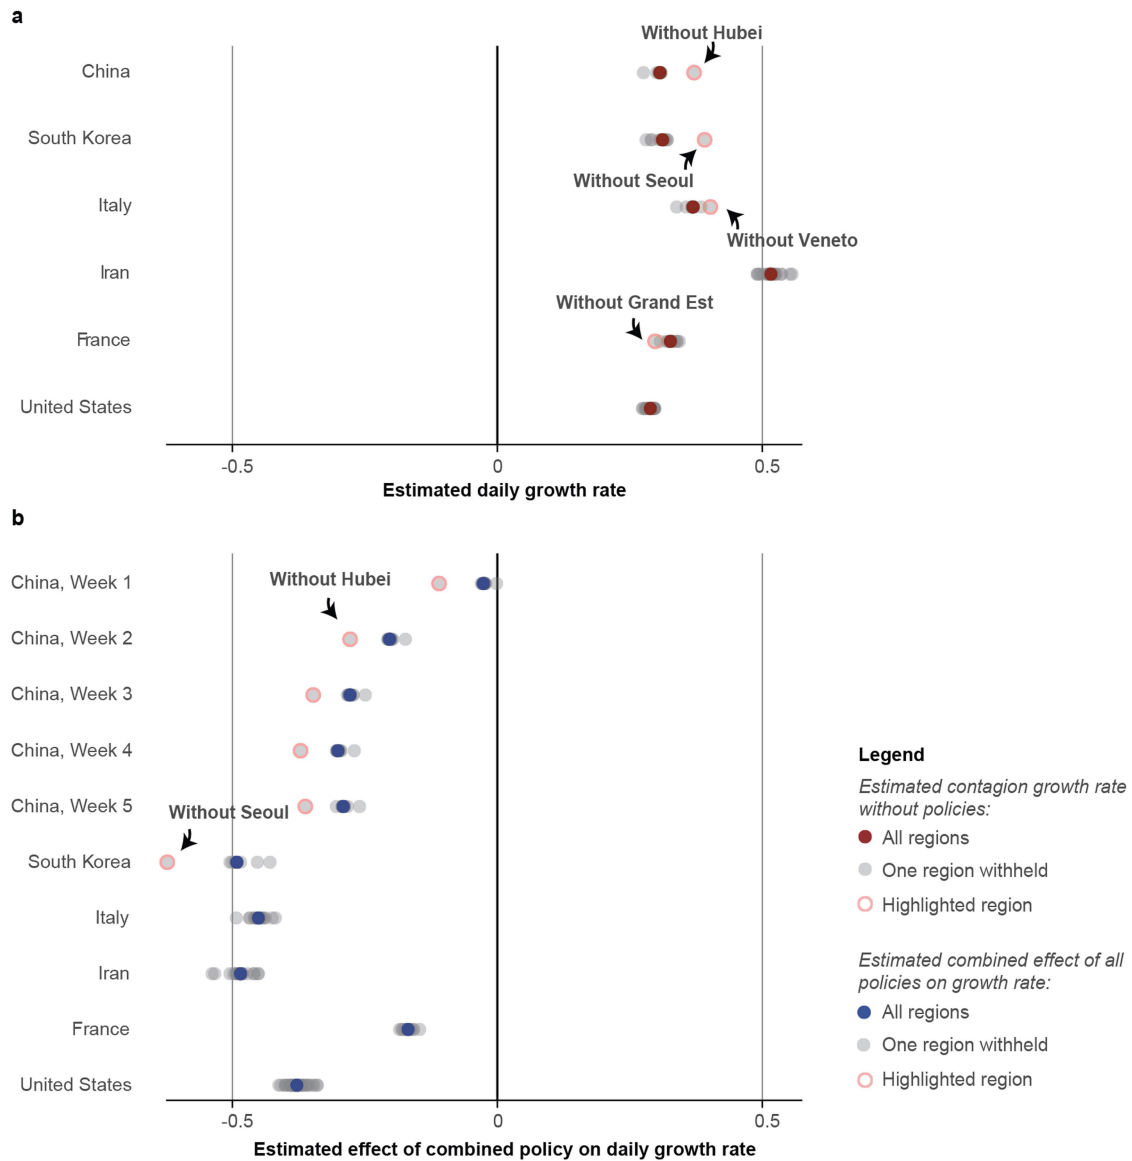 a
Without Hubei
China
South Korea
Without Seoul
Italy
Without Veneto
Iran
Without Grand Est
France
United States
-0.5
0
0.5
Estimated daily growth rate
b
China, Week 1
Without Hubei
China, Week 2
China, Week 3
China, Week 4
China, Week 5
Without Seoul
South Korea
Italy
Iran
France
United States
-0.5
0
0.5
Estimated effect of combined policy on daily growth rate
Legend
Estimated contagion growth rate
without policies:
All regions
One region withheld
Highlighted region
Estimated combined effect of all
policies on growth rate:
All regions
One region withheld
Highlighted region